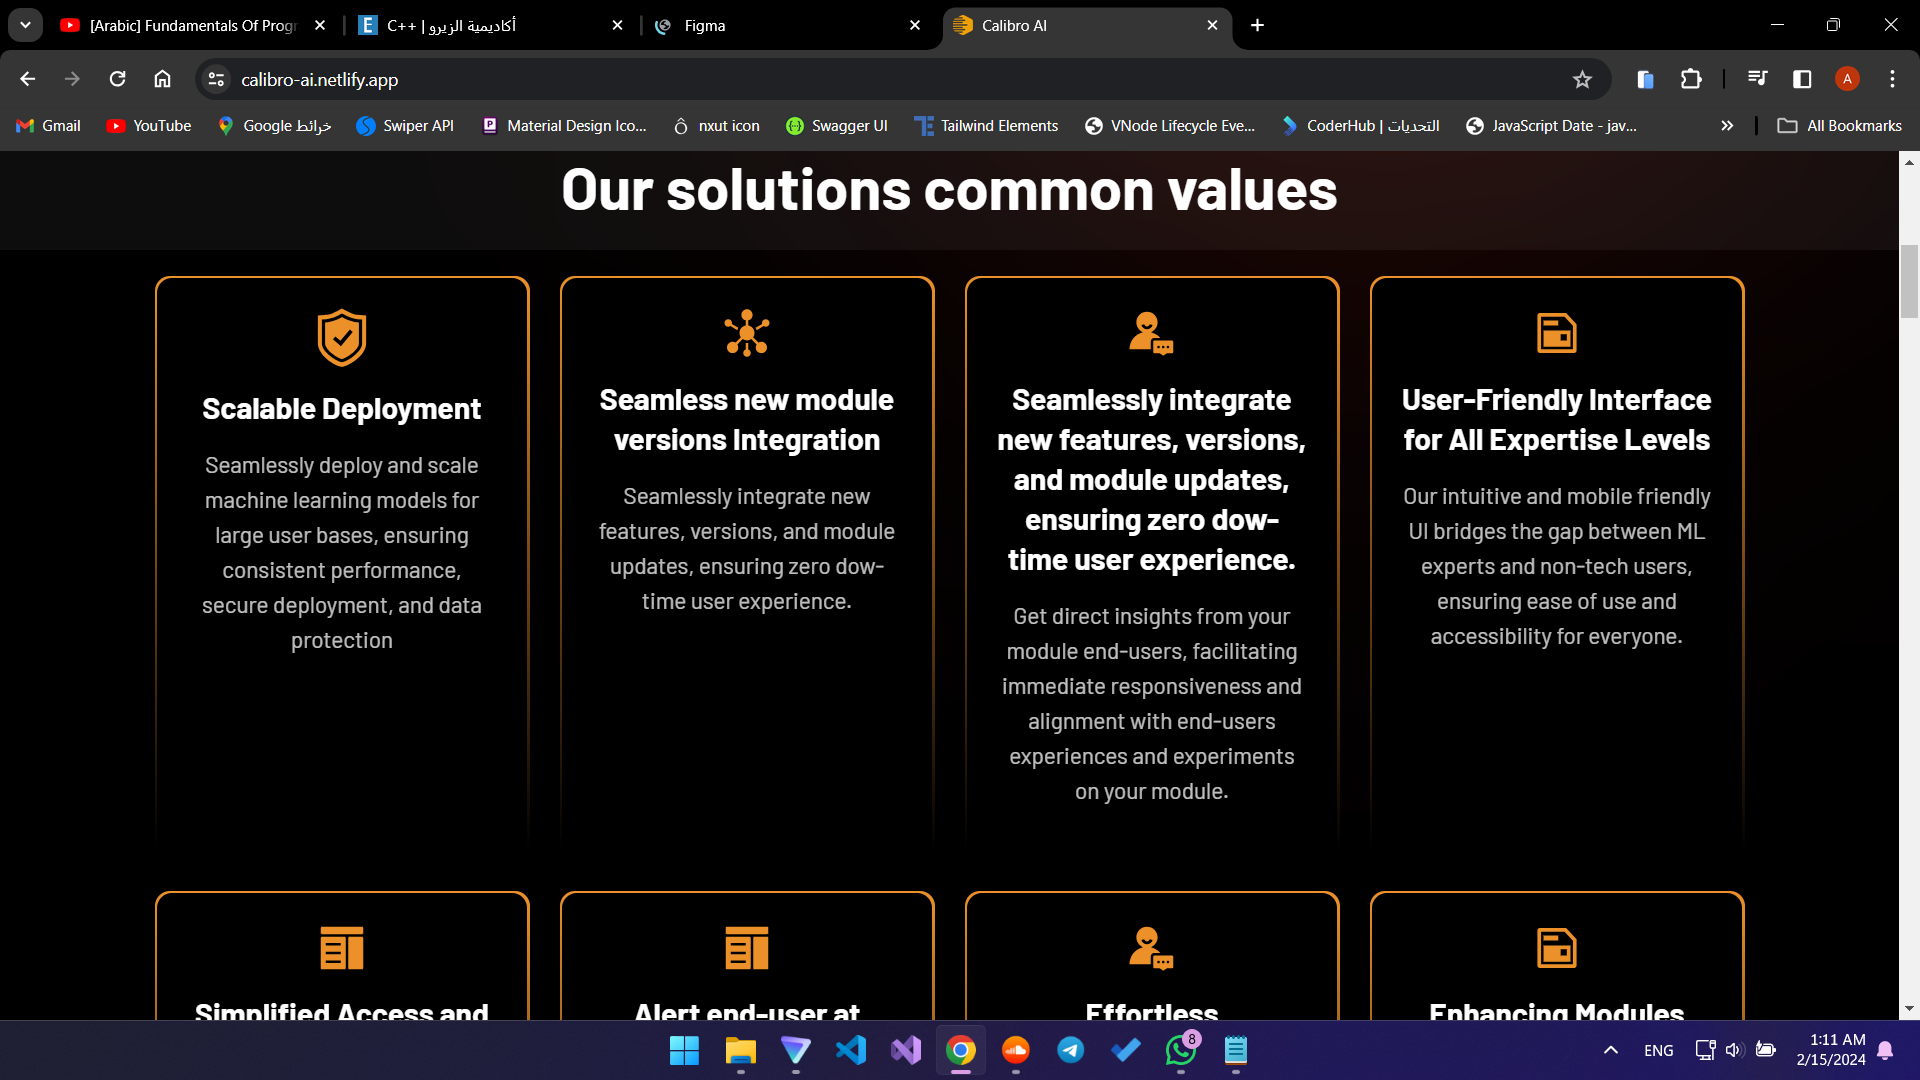 [Arabic] Fundamentals Of Progr
C++ | أكاديمية الزيرو
Figma
Calibro AI
calibro-ai.netlify.app
A
Gmail
YouTube
خرائط Google
Swiper API
Material Design Ico...
nxut icon
Swagger UI
Tailwind Elements
VNode Lifecycle Eve...
CoderHub | التحديات
JavaScript Date - jav...
All Bookmarks
Our solutions common values
Scalable Deployment
Seamlessly deploy and scale
machine learning models for
large user bases, ensuring
consistent performance,
secure deployment, and data
protection
Seamless new module
versions Integration
Seamlessly integrate new
features, versions, and module
updates, ensuring zero dow-
time user experience.
Seamlessly integrate
new features, versions,
and module updates,
ensuring zero dow-
time user experience.
Get direct insights from your
module end-users, facilitating
immediate responsiveness and
alignment with end-users
experiences and experiments
on your module.
User-Friendly Interface
for All Expertise Levels
Our intuitive and mobile friendly
UI bridges the gap between ML
experts and non-tech users,
ensuring ease of use and
accessibility for everyone.
Simplified Access and
Alert end-user at
Effortless
Enhancing Modules
8
ENG
1:11 AM
2/15/2024